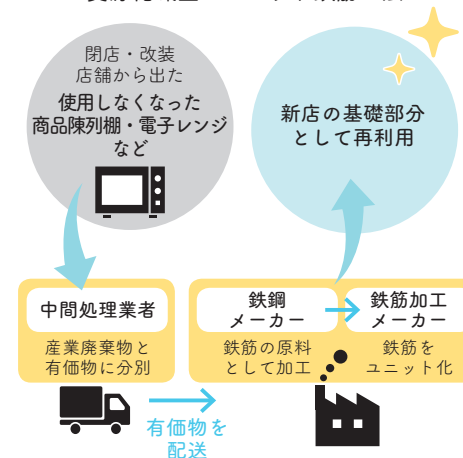 閉店・改装
店舗から出た
使用しなくなった
商品陳列棚・電子レンジ
など
新店の基礎部分
として再利用
中間処理業者
産業廃棄物と
有価物に分別
有価物を
配送
鉄鋼
メーカー
鉄筋の原料
として加工
鉄筋加工
メーカー
鉄筋を
ユニット化